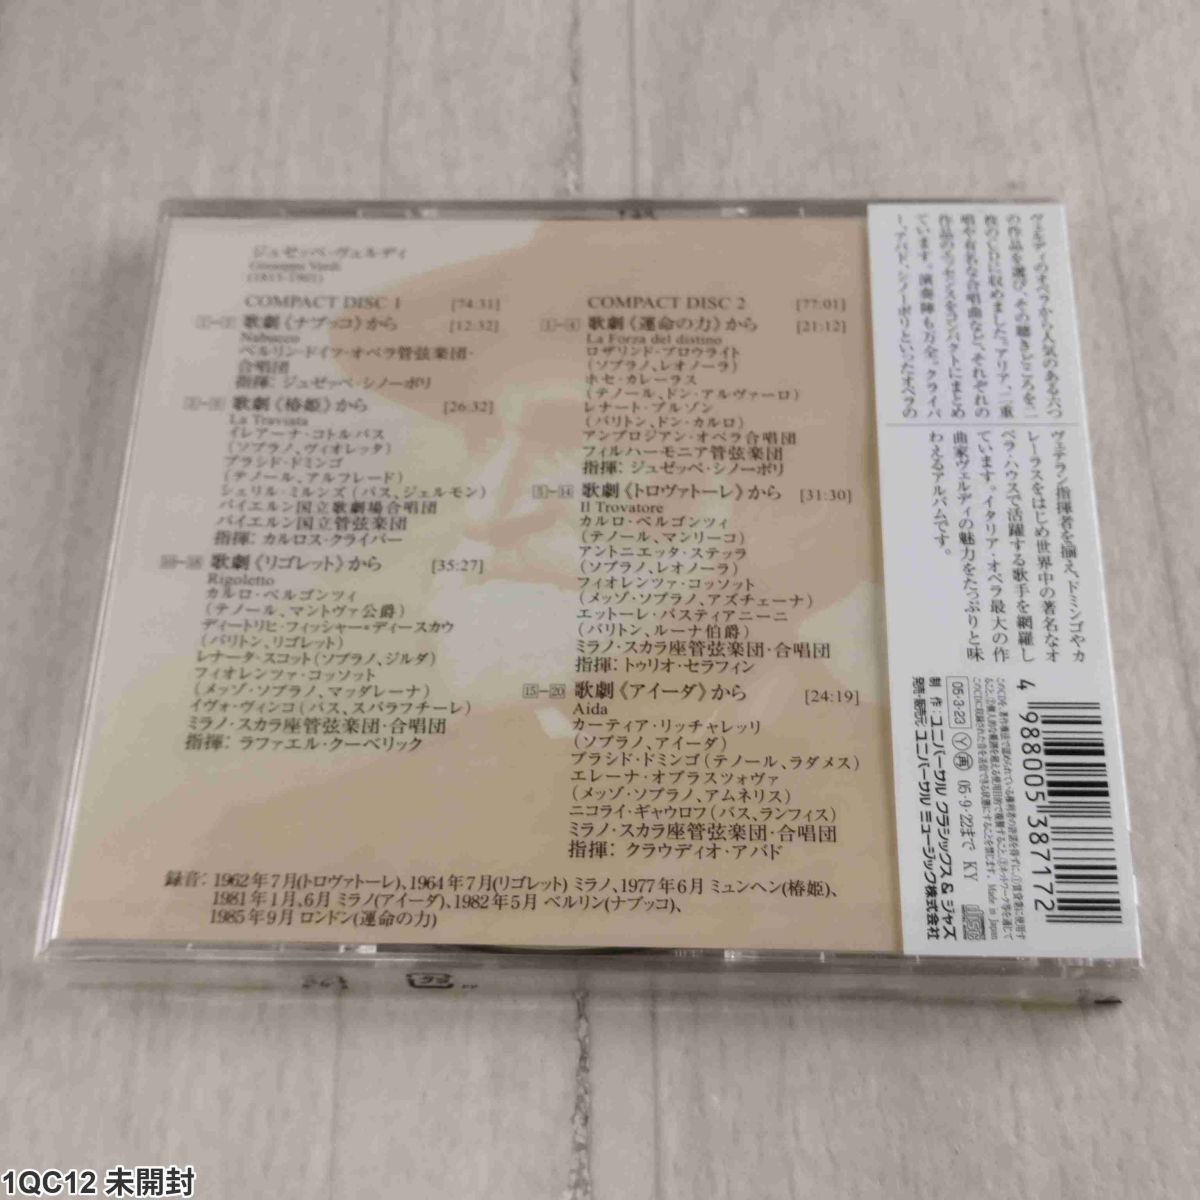 ジュゼッペ・ヴェルディ
Giuseppe Verdi
(1813-1901)
COMPACT DISC 1 [74:31]
歌劇《ナブッコ》から [12:32]
Nabucco
ベルリン・ドイツ・オペラ管弦楽団・
合唱団
指揮: ジュゼッペ・シノーポリ
歌劇《椿姫》から [26:32]
La Traviata
イレアーナ・コトルバス
(ソプラノ、ヴィオレッタ)
プラシド・ドミンゴ
(テノール、アルフレード)
シェリル・ミルンズ (バス、ジェルモン)
バイエルン国立歌劇場合唱団
バイエルン国立管弦楽団
指揮: カルロス・クライバー
歌劇《リゴレット》から [35:27]
Rigoletto
カルロ・ベルゴンツィ
(テノール、マントヴァ公爵)
ディートリヒ・フィッシャー=ディースカウ
(バリトン、リゴレット)
レナータ・スコット(ソプラノ、ジルダ)
フィオレンツァ・コッソット
(メッゾ・ソプラノ、マッダレーナ)
イヴォ・ヴィンコ(バス、スパラフチーレ)
ミラノ・スカラ座管弦楽団・合唱団
指揮: ラファエル・クーベリック
COMPACT DISC 2 [77:01]
1-4 歌劇《運命の力》から [21:12]
La Forza del distino
ロザリンド・プロウライト
(ソプラノ、レオノーラ)
ホセ・カレーラス
(テノール、ドン・アルヴァーロ)
レナート・ブルゾン
(バリトン、ドン・カルロ)
アンブロジアン・オペラ合唱団
フィルハーモニア管弦楽団
指揮: ジュゼッペ・シノーポリ
5-14 歌劇《トロヴァトーレ》から [31:30]
Il Trovatore
カルロ・ベルゴンツィ
(テノール、マンリーコ)
アントニエッタ・ステッラ
(ソプラノ、レオノーラ)
フィオレンツァ・コッソット
(メッゾ・ソプラノ、アズチェーナ)
エットーレ・バスティアニーニ
(バリトン、ルーナ伯爵)
ミラノ・スカラ座管弦楽団・合唱団
指揮: トゥリオ・セラフィン
15-20 歌劇《アイーダ》から [24:19]
Aida
カーティア・リッチャレッリ
(ソプラノ、アイーダ)
プラシド・ドミンゴ(テノール、ラダメス)
エレーナ・オブラスツォヴァ
(メッゾ・ソプラノ、アムネリス)
ニコライ・ギャウロフ(バス、ランフィス)
ミラノ・スカラ座管弦楽団・合唱団
指揮: クラウディオ・アバド
録音: 1962年7月(トロヴァトーレ)、1964年7月(リゴレット) ミラノ、1977年6月 ミュンヘン(椿姫)、
1981年1月、6月 ミラノ(アイーダ)、1982年5月 ベルリン(ナブッコ)、
1985年9月 ロンドン(運命の力)
ヴェルディのオペラから人気のある六つ
の作品を選び、その聴きどころを二
枚のCDに収めました。アリア、二重
唱や有名な合唱曲など、それぞれの
作品のエッセンスをコンパクトにまとめ
ています。演奏陣も万全。クライバ
ー、アバド、シノーポリといったオペラの
ヴェテラン指揮者を揃え、ドミンゴやカ
レーラスをはじめ世界中の著名なオ
ペラ・ハウスで活躍する歌手を網羅し
ています。イタリア・オペラ最大の作
曲家ヴェルディの魅力をたっぷりと味
わえるアルバムです。
4 988005 387172
Made in Japan
05・3・23 Y 再 05・9・22まで KY
制作:ユニバーサル クラシックス&ジャズ
発売・販売元:ユニバーサル ミュージック株式会社
1QC12 未開封